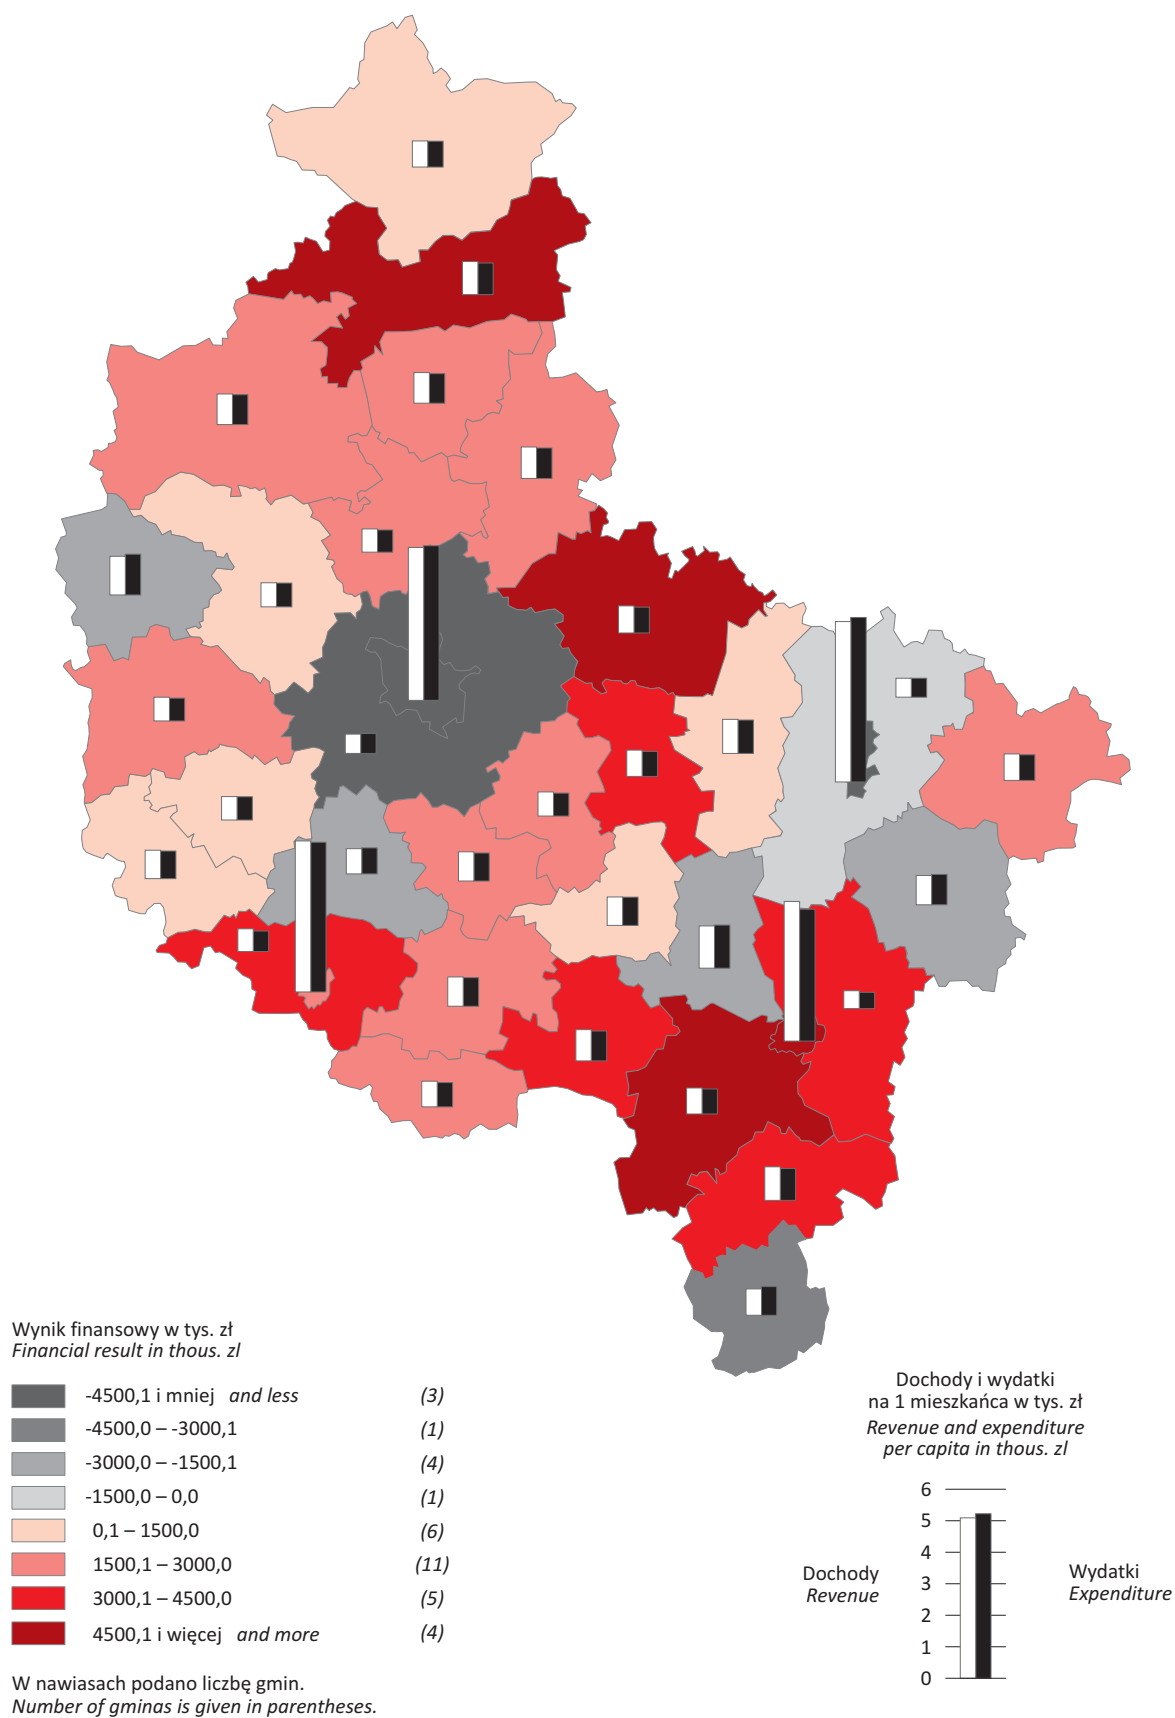 Wynik finansowy w tys. zł
Financial result in thous. zl
-4500,1 i mniej and less (3)
-4500,0 – -3000,1 (1)
-3000,0 – -1500,1 (4)
-1500,0 – 0,0 (1)
0,1 – 1500,0 (6)
1500,1 – 3000,0 (11)
3000,1 – 4500,0 (5)
4500,1 i więcej and more (4)
W nawiasach podano liczbę gmin.
Number of gminas is given in parentheses.
Dochody i wydatki
na 1 mieszkańca w tys. zł
Revenue and expenditure
per capita in thous. zl
6
5
4
3
2
1
0
Dochody
Revenue
Wydatki
Expenditure